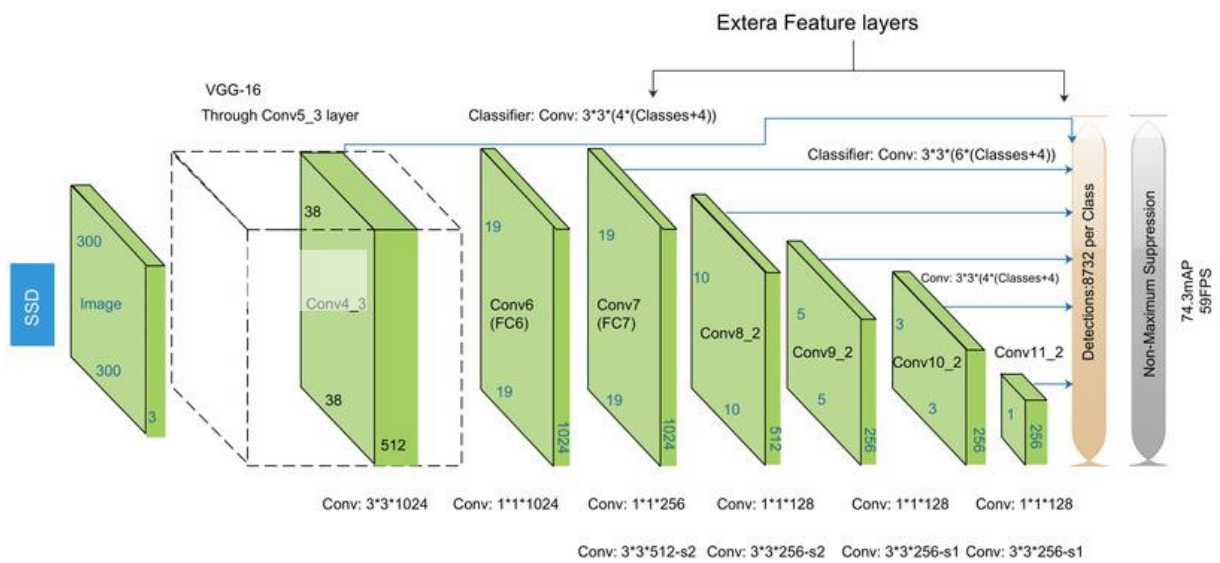 Extera Feature layers
VGG-16
Through Conv5_3 layer
Classifier: Conv: 3*3*(4*(Classes+4))
Classifier: Conv: 3*3*(6*(Classes+4))
Conv: 3*3*(4*(Classes+4)
SSD
300
Image
300
3
38
Conv4_3
38
512
19
Conv6
(FC6)
19
1024
19
Conv7
(FC7)
19
1024
10
Conv8_2
10
512
5
Conv9_2
5
256
3
Conv10_2
3
256
Conv11_2
1
256
Detections:8732 per Class
Non-Maximum Suppression
74.3mAP
59FPS
Conv: 3*3*1024
Conv: 1*1*1024
Conv: 1*1*256
Conv: 1*1*128
Conv: 1*1*128
Conv: 1*1*128
Conv: 3*3*512-s2
Conv: 3*3*256-s2
Conv: 3*3*256-s1
Conv: 3*3*256-s1